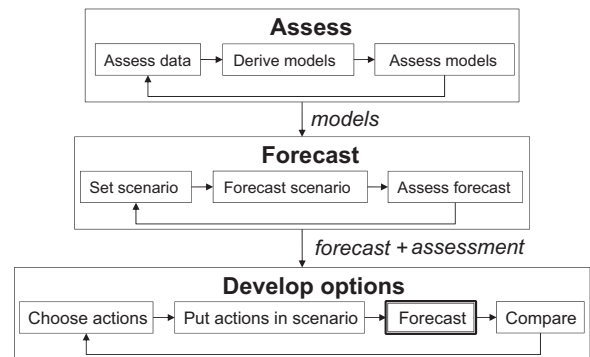 Assess
Assess data Derive models Assess models
models
Forecast
Set scenario Forecast scenario Assess forecast
forecast + assessment
Develop options
Choose actions Put actions in scenario Forecast Compare